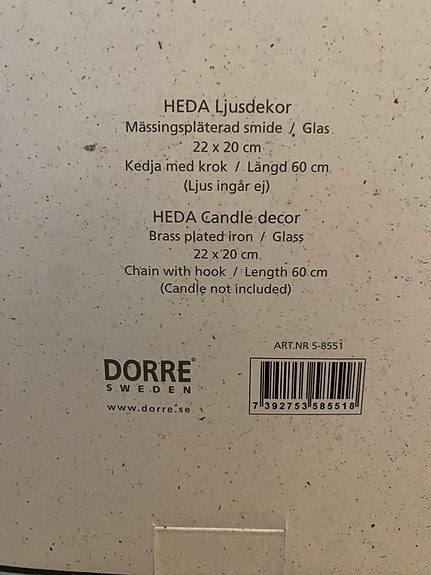 HEDA Ljusdekor
Mässingspläterad smide / Glas
22 x 20 cm
Kedja med krok / Längd 60 cm
(Ljus ingår ej)
HEDA Candle decor
Brass plated iron / Glass
22 x 20 cm
Chain with hook / Length 60 cm
(Candle not included)
ART.NR 5-8551
DORRE®
SWEDEN
www.dorre.se
7 392753 585518